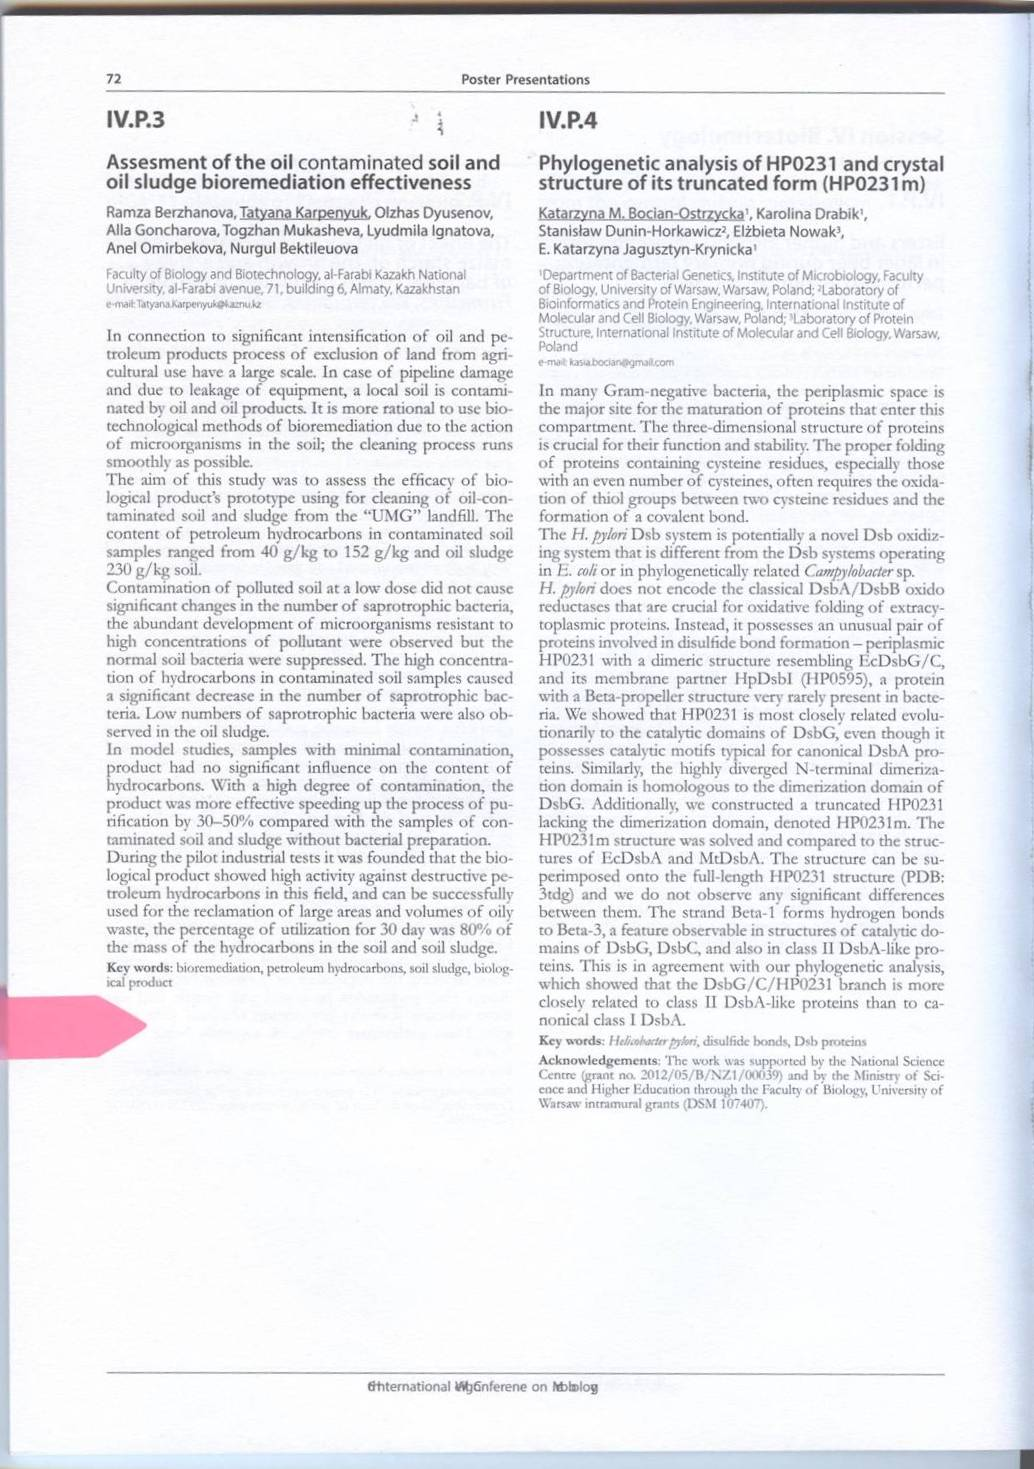 72
Poster Presentations
IV.P.3
Assesment of the oil contaminated soil and
oil sludge bioremediation effectiveness
Ramza Berzhanova, Tatyana Karpenyuk, Olzhas Dyusenov,
Alla Goncharova, Togzhan Mukasheva, Lyudmila Ignatova,
Anel Omirbekova, Nurgul Bektileuova
Faculty of Biology and Biotechnology, al-Farabi Kazakh National
University, al-Farabi avenue, 71, building 6, Almaty, Kazakhstan
e-mail: Tatyana.Karpenyuk@kaznu.kz
In connection to significant intensification of oil and pe-
troleum products process of exclusion of land from agri-
cultural use have a large scale. In case of pipeline damage
and due to leakage of equipment, a local soil is contami-
nated by oil and oil products. It is more rational to use bio-
technological methods of bioremediation due to the action
of microorganisms in the soil; the cleaning process runs
smoothly as possible.
The aim of this study was to assess the efficacy of bio-
logical product's prototype using for cleaning of oil-con-
taminated soil and sludge from the “UMG” landfill. The
content of petroleum hydrocarbons in contaminated soil
samples ranged from 40 g/kg to 152 g/kg and oil sludge
230 g/kg soil.
Contamination of polluted soil at a low dose did not cause
significant changes in the number of saprotrophic bacteria,
the abundant development of microorganisms resistant to
high concentrations of pollutant were observed but the
normal soil bacteria were suppressed. The high concentra-
tion of hydrocarbons in contaminated soil samples caused
a significant decrease in the number of saprotrophic bac-
teria. Low numbers of saprotrophic bacteria were also ob-
served in the oil sludge.
In model studies, samples with minimal contamination,
product had no significant influence on the content of
hydrocarbons. With a high degree of contamination, the
product was more effective speeding up the process of pu-
rification by 30–50% compared with the samples of con-
taminated soil and sludge without bacterial preparation.
During the pilot industrial tests it was founded that the bio-
logical product showed high activity against destructive pe-
troleum hydrocarbons in this field, and can be successfully
used for the reclamation of large areas and volumes of oily
waste, the percentage of utilization for 30 day was 80% of
the mass of the hydrocarbons in the soil and soil sludge.
Key words: bioremediation, petroleum hydrocarbons, soil sludge, biolog-
ical product
IV.P.4
Phylogenetic analysis of HP0231 and crystal
structure of its truncated form (HP0231m)
Katarzyna M. Bocian-Ostrzycka¹, Karolina Drabik¹,
Stanisław Dunin-Horkawicz², Elżbieta Nowak³,
E. Katarzyna Jagusztyn-Krynicka¹
¹Department of Bacterial Genetics, Institute of Microbiology, Faculty
of Biology, University of Warsaw, Warsaw, Poland; ²Laboratory of
Bioinformatics and Protein Engineering, International Institute of
Molecular and Cell Biology, Warsaw, Poland; ³Laboratory of Protein
Structure, International Institute of Molecular and Cell Biology, Warsaw,
Poland
e-mail: kasia.bocian@gmail.com
In many Gram-negative bacteria, the periplasmic space is
the major site for the maturation of proteins that enter this
compartment. The three-dimensional structure of proteins
is crucial for their function and stability. The proper folding
of proteins containing cysteine residues, especially those
with an even number of cysteines, often requires the oxida-
tion of thiol groups between two cysteine residues and the
formation of a covalent bond.
The H. pylori Dsb system is potentially a novel Dsb oxidiz-
ing system that is different from the Dsb systems operating
in E. coli or in phylogenetically related Campylobacter sp.
H. pylori does not encode the classical DsbA/DsbB oxido
reductases that are crucial for oxidative folding of extracy-
toplasmic proteins. Instead, it possesses an unusual pair of
proteins involved in disulfide bond formation – periplasmic
HP0231 with a dimeric structure resembling EcDsbG/C,
and its membrane partner HpDsbI (HP0595), a protein
with a Beta-propeller structure very rarely present in bacte-
ria. We showed that HP0231 is most closely related evolu-
tionarily to the catalytic domains of DsbG, even though it
possesses catalytic motifs typical for canonical DsbA pro-
teins. Similarly, the highly diverged N-terminal dimeriza-
tion domain is homologous to the dimerization domain of
DsbG. Additionally, we constructed a truncated HP0231
lacking the dimerization domain, denoted HP0231m. The
HP0231m structure was solved and compared to the struc-
tures of EcDsbA and MtDsbA. The structure can be su-
perimposed onto the full-length HP0231 structure (PDB:
3tdg) and we do not observe any significant differences
between them. The strand Beta-1 forms hydrogen bonds
to Beta-3, a feature observable in structures of catalytic do-
mains of DsbG, DsbC, and also in class II DsbA-like pro-
teins. This is in agreement with our phylogenetic analysis,
which showed that the DsbG/C/HP0231 branch is more
closely related to class II DsbA-like proteins than to ca-
nonical class I DsbA.
Key words: Helicobacter pylori, disulfide bonds, Dsb proteins
Acknowledgements: The work was supported by the National Science
Centre (grant no. 2012/05/B/NZ1/00039) and by the Ministry of Sci-
ence and Higher Education through the Faculty of Biology, University of
Warsaw intramural grants (DSM 107407).
International on